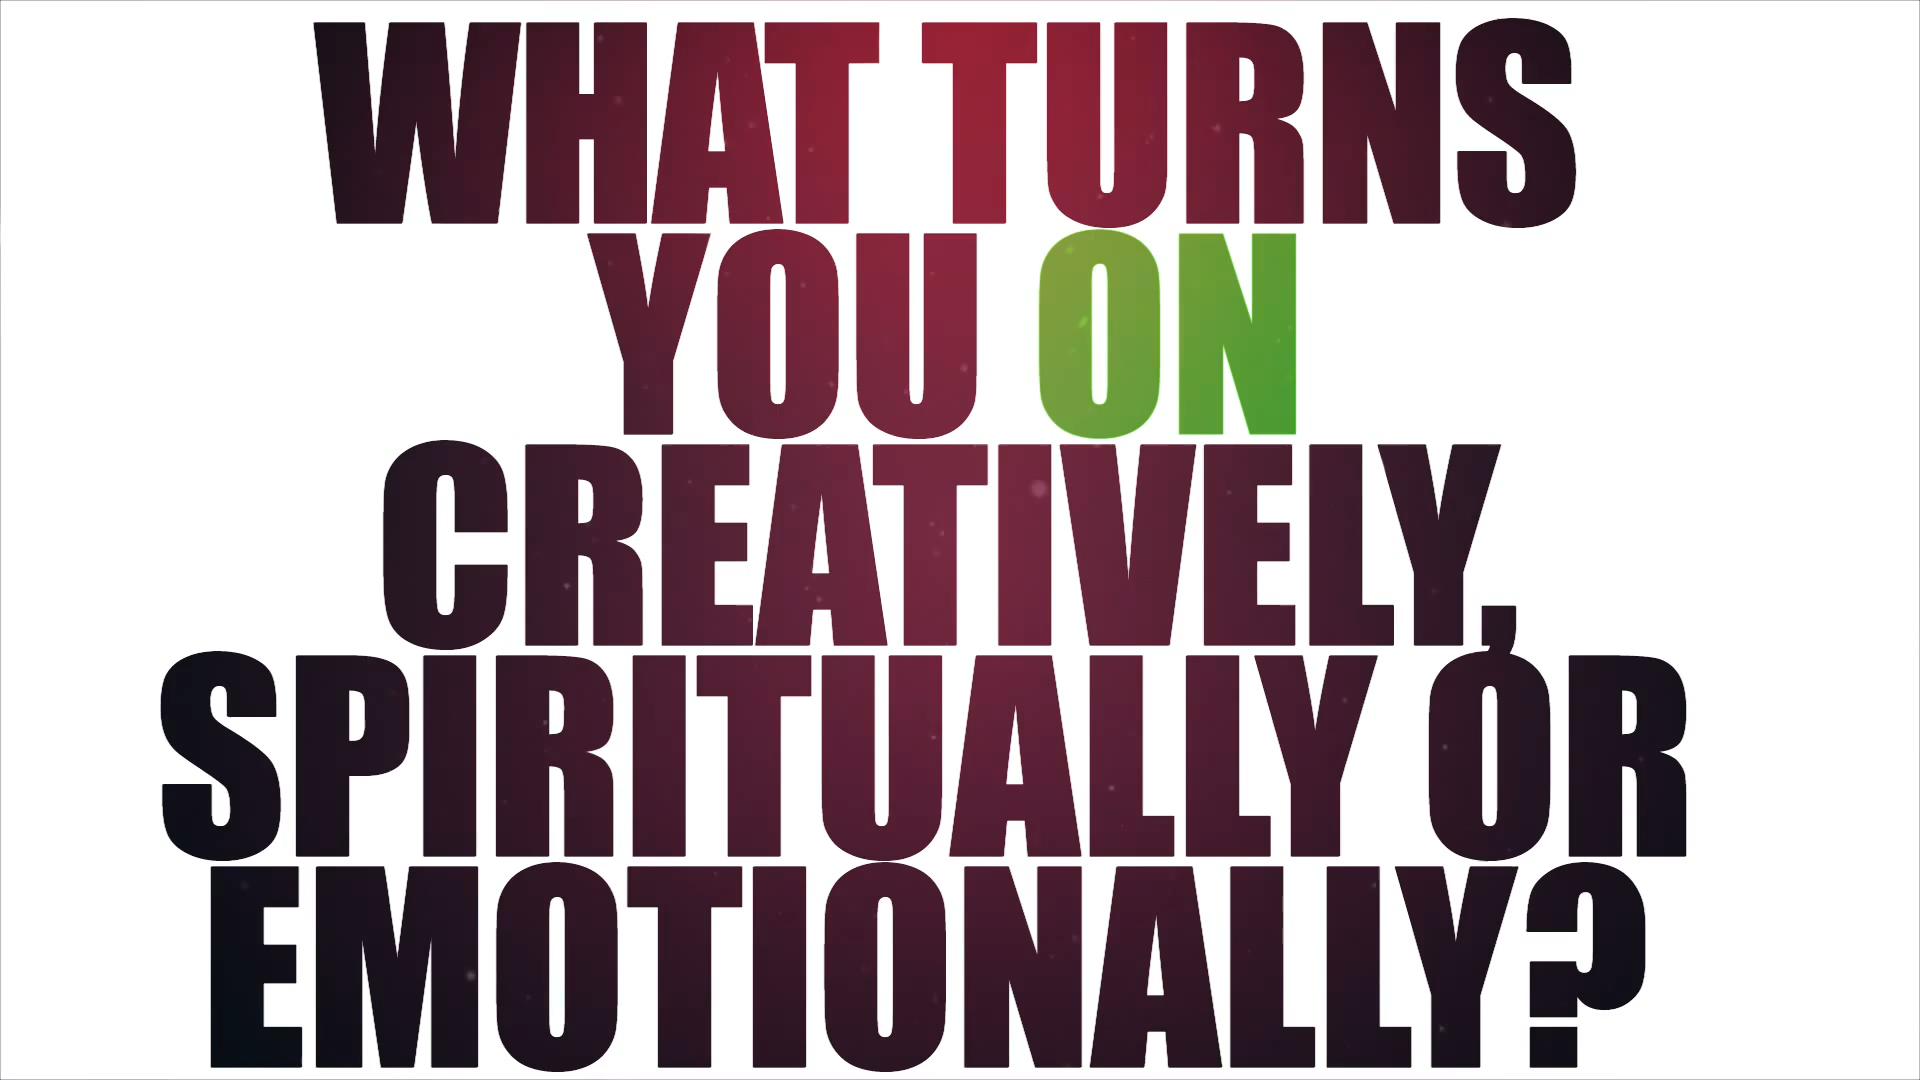 WHAT TURNS
YOU ON
CREATIVELY,
SPIRITUALLY OR
EMOTIONALLY?